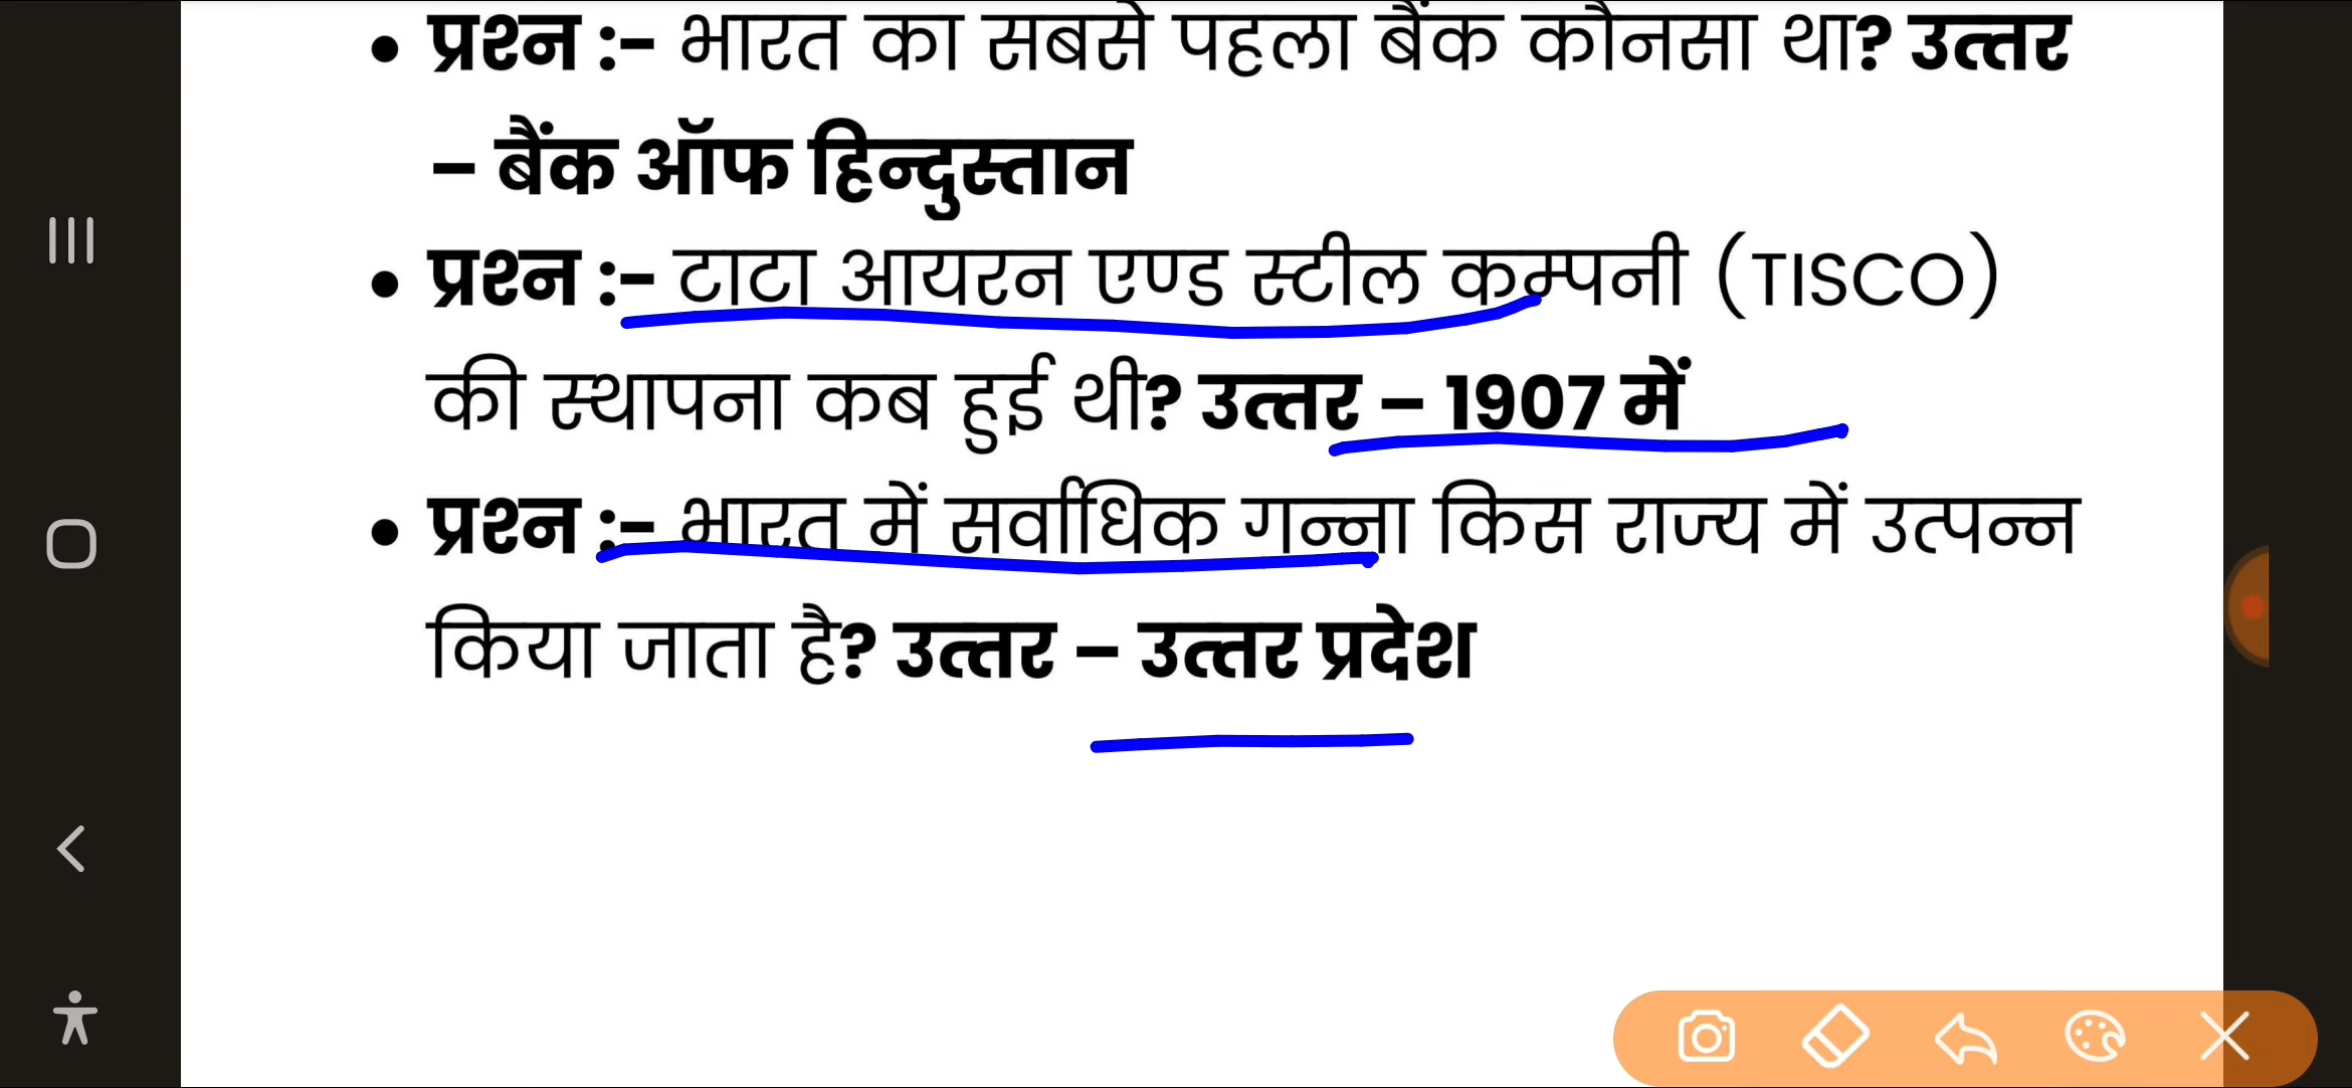 • प्रश्न :– भारत का सबसे पहला बैंक कौनसा था? उत्तर
– बैंक ऑफ हिन्दुस्तान
• प्रश्न :– टाटा आयरन एण्ड स्टील कम्पनी (TISCO)
की स्थापना कब हुई थी? उत्तर – 1907 में
• प्रश्न :– भारत में सर्वाधिक गन्ना किस राज्य में उत्पन्न
किया जाता है? उत्तर – उत्तर प्रदेश